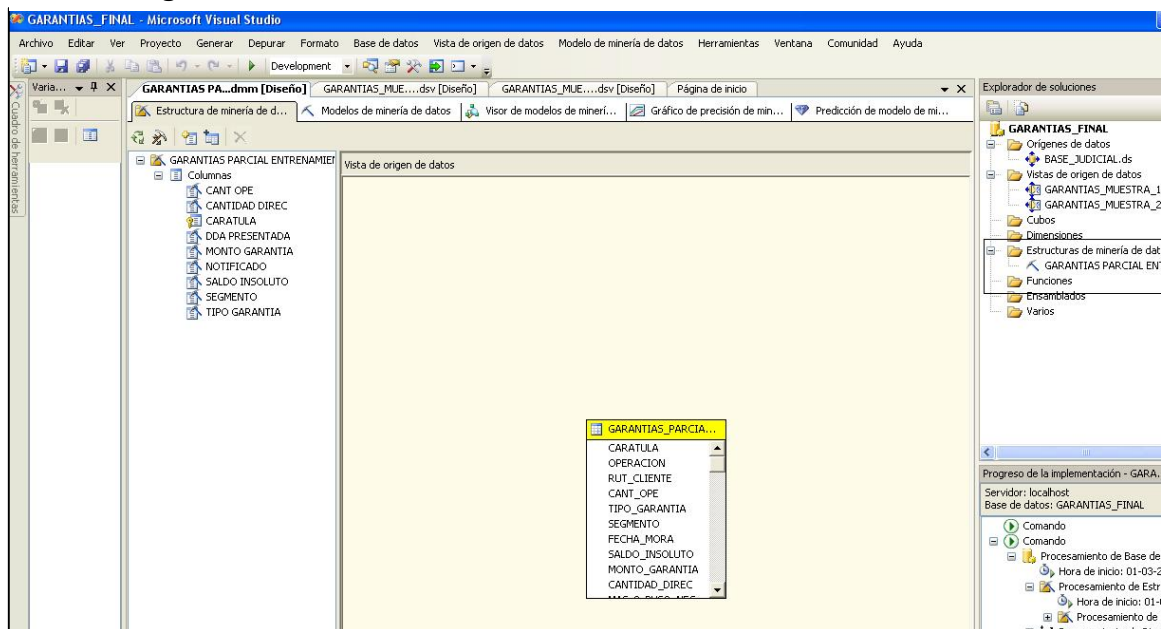 GARANTIAS_FINAL - Microsoft Visual Studio
Archivo Editar Ver Proyecto Generar Depurar Formato Base de datos Vista de origen de datos Modelo de minería de datos Herramientas Ventana Comunidad Ayuda
Development
Varia...
GARANTIAS PA...dmm [Diseño] GARANTIAS_MUE....dsv [Diseño] GARANTIAS_MUE....dsv [Diseño] Página de inicio
Estructura de minería de d... Modelos de minería de datos Visor de modelos de minerí... Gráfico de precisión de min... Predicción de modelo de mi...
Cuadro de herramientas
GARANTIAS PARCIAL ENTRENAMIEN
Columnas
CANT OPE
CANTIDAD DIREC
CARATULA
DDA PRESENTADA
MONTO GARANTIA
NOTIFICADO
SALDO INSOLUTO
SEGMENTO
TIPO GARANTIA
Vista de origen de datos
GARANTIAS_PARCIA...
CARATULA
OPERACION
RUT_CLIENTE
CANT_OPE
TIPO_GARANTIA
SEGMENTO
FECHA_MORA
SALDO_INSOLUTO
MONTO_GARANTIA
CANTIDAD_DIREC
Explorador de soluciones
GARANTIAS_FINAL
Orígenes de datos
BASE_JUDICIAL.ds
Vistas de origen de datos
GARANTIAS_MUESTRA_1
GARANTIAS_MUESTRA_2
Cubos
Dimensiones
Estructuras de minería de dat
GARANTIAS PARCIAL ENT
Funciones
Ensamblados
Varios
Progreso de la implementación - GARA...
Servidor: localhost
Base de datos: GARANTIAS_FINAL
Comando
Comando
Procesamiento de Base de
Hora de inicio: 01-03-2
Procesamiento de Estr
Hora de inicio: 01-
Procesamiento de